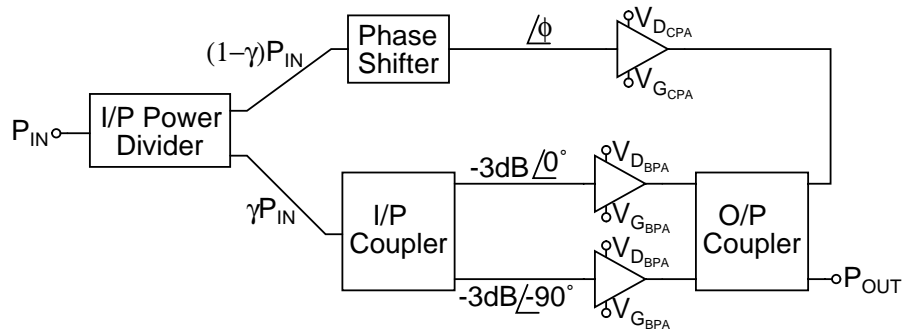 P_IN
I/P Power
Divider
(1–γ)P_IN
γP_IN
Phase
Shifter
∠ϕ
V_D_CPA
V_G_CPA
I/P
Coupler
-3dB∠0°
-3dB∠-90°
V_D_BPA
V_G_BPA
V_D_BPA
V_G_BPA
O/P
Coupler
P_OUT